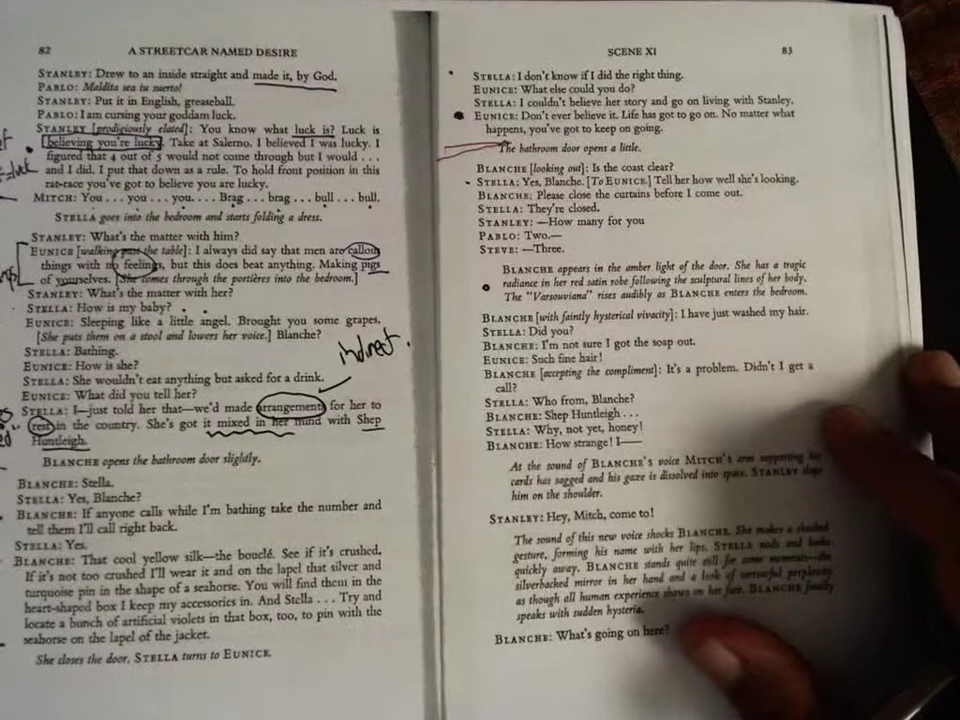 82 A STREETCAR NAMED DESIRE
STANLEY: Drew to an inside straight and made it, by God.
PABLO: Maldita sea tu suerto!
STANLEY: Put it in English, greaseball.
PABLO: I am cursing your goddam luck.
STANLEY [prodigiously elated]: You know what luck is? Luck is
believing you're lucky. Take at Salerno. I believed I was lucky. I
figured that 4 out of 5 would not come through but I would . . .
and I did. I put that down as a rule. To hold front position in this
rat-race you've got to believe you are lucky.
MITCH: You . . . you . . . you. . . . Brag . . . brag . . . bull . . . bull.
STELLA goes into the bedroom and starts folding a dress.
STANLEY: What's the matter with him?
EUNICE [walking past the table]: I always did say that men are callous
things with no feelings, but this does beat anything. Making pigs
of yourselves. [She comes through the portières into the bedroom.]
STANLEY: What's the matter with her?
STELLA: How is my baby?
EUNICE: Sleeping like a little angel. Brought you some grapes.
[She puts them on a stool and lowers her voice.] Blanche?
STELLA: Bathing.
indirect.
EUNICE: How is she?
STELLA: She wouldn't eat anything but asked for a drink.
EUNICE: What did you tell her?
STELLA: I—just told her that—we'd made arrangements for her to
rest in the country. She's got it mixed in her mind with Shep
Huntleigh.
BLANCHE opens the bathroom door slightly.
BLANCHE: Stella.
STELLA: Yes, Blanche?
BLANCHE: If anyone calls while I'm bathing take the number and
tell them I'll call right back.
STELLA: Yes.
BLANCHE: That cool yellow silk—the bouclé. See if it's crushed.
If it's not too crushed I'll wear it and on the lapel that silver and
turquoise pin in the shape of a seahorse. You will find them in the
heart-shaped box I keep my accessories in. And Stella . . . Try and
locate a bunch of artificial violets in that box, too, to pin with the
seahorse on the lapel of the jacket.
She closes the door. STELLA turns to EUNICE.
SCENE XI 83
STELLA: I don't know if I did the right thing.
EUNICE: What else could you do?
STELLA: I couldn't believe her story and go on living with Stanley.
EUNICE: Don't ever believe it. Life has got to go on. No matter what
happens, you've got to keep on going.
The bathroom door opens a little.
BLANCHE [looking out]: Is the coast clear?
STELLA: Yes, Blanche. [To EUNICE.] Tell her how well she's looking.
BLANCHE: Please close the curtains before I come out.
STELLA: They're closed.
STANLEY: —How many for you
PABLO: Two.—
STEVE: —Three.
BLANCHE appears in the amber light of the door. She has a tragic
radiance in her red satin robe following the sculptural lines of her body.
The "Varsouviana" rises audibly as BLANCHE enters the bedroom.
BLANCHE [with faintly hysterical vivacity]: I have just washed my hair.
STELLA: Did you?
BLANCHE: I'm not sure I got the soap out.
EUNICE: Such fine hair!
BLANCHE [accepting the compliment]: It's a problem. Didn't I get a
call?
STELLA: Who from, Blanche?
BLANCHE: Shep Huntleigh . . .
STELLA: Why, not yet, honey!
BLANCHE: How strange! I—
At the sound of BLANCHE'S voice MITCH'S arm supporting his
cards has sagged and his gaze is dissolved into space. STANLEY slaps
him on the shoulder.
STANLEY: Hey, Mitch, come to!
The sound of this new voice shocks BLANCHE. She makes a shocked
gesture, forming his name with her lips. STELLA nods and looks
quickly away. BLANCHE stands quite still for some moments—the
silverbacked mirror in her hand and a look of sorrowful perplexity
as though all human experience shows on her face. BLANCHE finally
speaks with sudden hysteria.
BLANCHE: What's going on here?